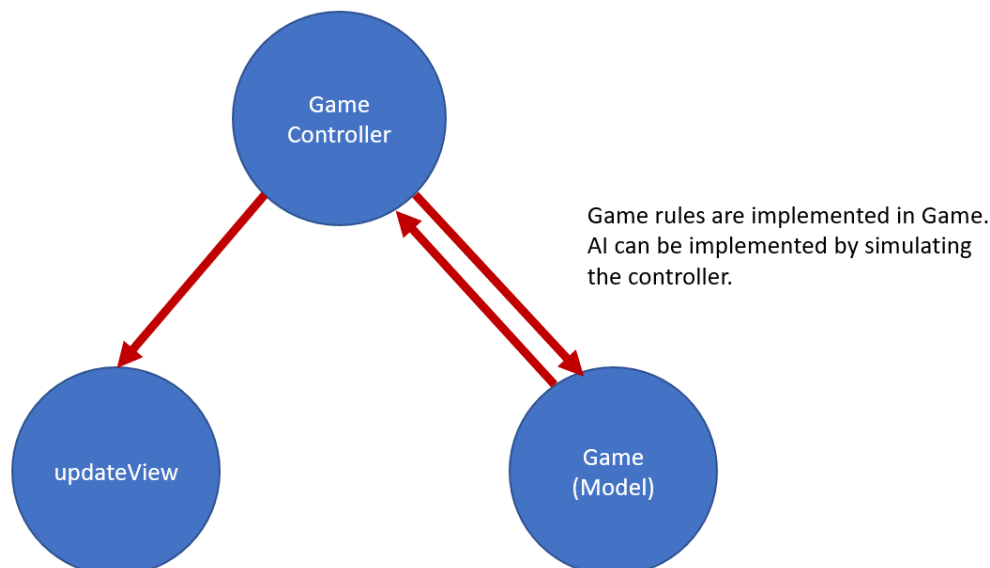 Game
Controller
Game rules are implemented in Game.
AI can be implemented by simulating
the controller.
updateView
Game
(Model)